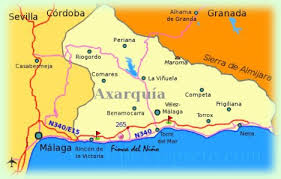 Sevilla
Córdoba
Granada
Alhama de
Granada
Periana
Sierra de Almijara
Riogordo
Maroma
Casabermeja
Comares
La Viñuela
Axarquía
Competa
Vélez-
Málaga
Frigiliana
Benamocarra
Torrox
N340/E15
265
N340
Málaga
Rincón de
la Victoria
Finca del Niño
Torre
del Mar
Nerja